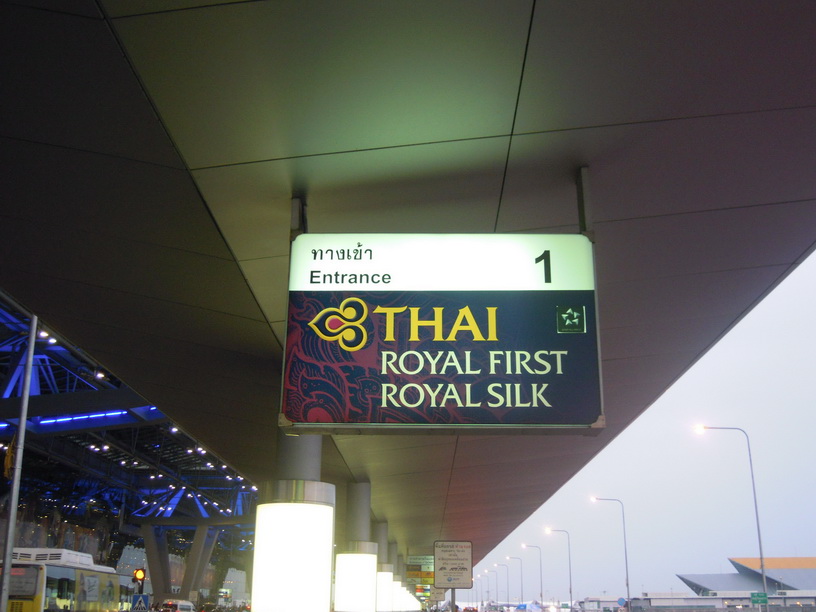 ทางเข้า
Entrance
1
THAI
ROYAL FIRST
ROYAL SILK